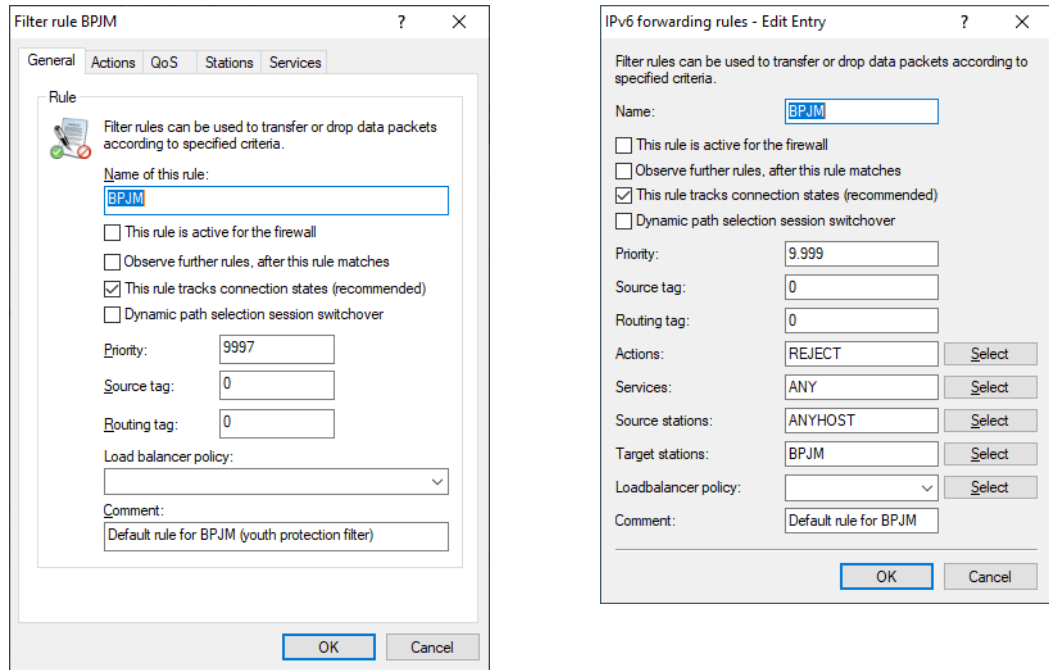 Filter rule BPJM
General Actions QoS Stations Services
Rule
Filter rules can be used to transfer or drop data packets
according to specified criteria.
Name of this rule:
BPJM
This rule is active for the firewall
Observe further rules, after this rule matches
This rule tracks connection states (recommended)
Dynamic path selection session switchover
Priority: 9997
Source tag: 0
Routing tag: 0
Load balancer policy:
Comment:
Default rule for BPJM (youth protection filter)
OK Cancel
IPv6 forwarding rules - Edit Entry
Filter rules can be used to transfer or drop data packets according to
specified criteria.
Name: BPJM
This rule is active for the firewall
Observe further rules, after this rule matches
This rule tracks connection states (recommended)
Dynamic path selection session switchover
Priority: 9.999
Source tag: 0
Routing tag: 0
Actions: REJECT Select
Services: ANY Select
Source stations: ANYHOST Select
Target stations: BPJM Select
Loadbalancer policy: Select
Comment: Default rule for BPJM
OK Cancel